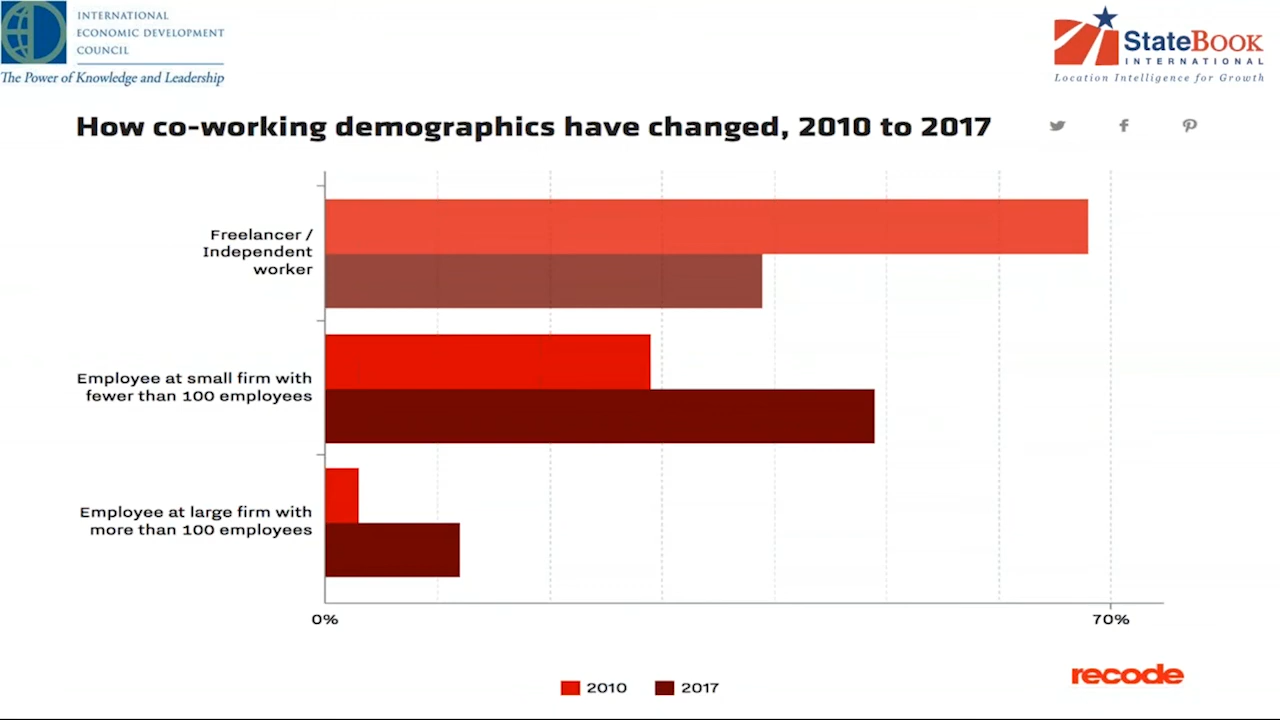 INTERNATIONAL
ECONOMIC DEVELOPMENT
COUNCIL
The Power of Knowledge and Leadership
StateBook
INTERNATIONAL
Location Intelligence for Growth
How co-working demographics have changed, 2010 to 2017
Freelancer /
Independent
worker
Employee at small firm with
fewer than 100 employees
Employee at large firm with
more than 100 employees
0%
70%
2010
2017
recode